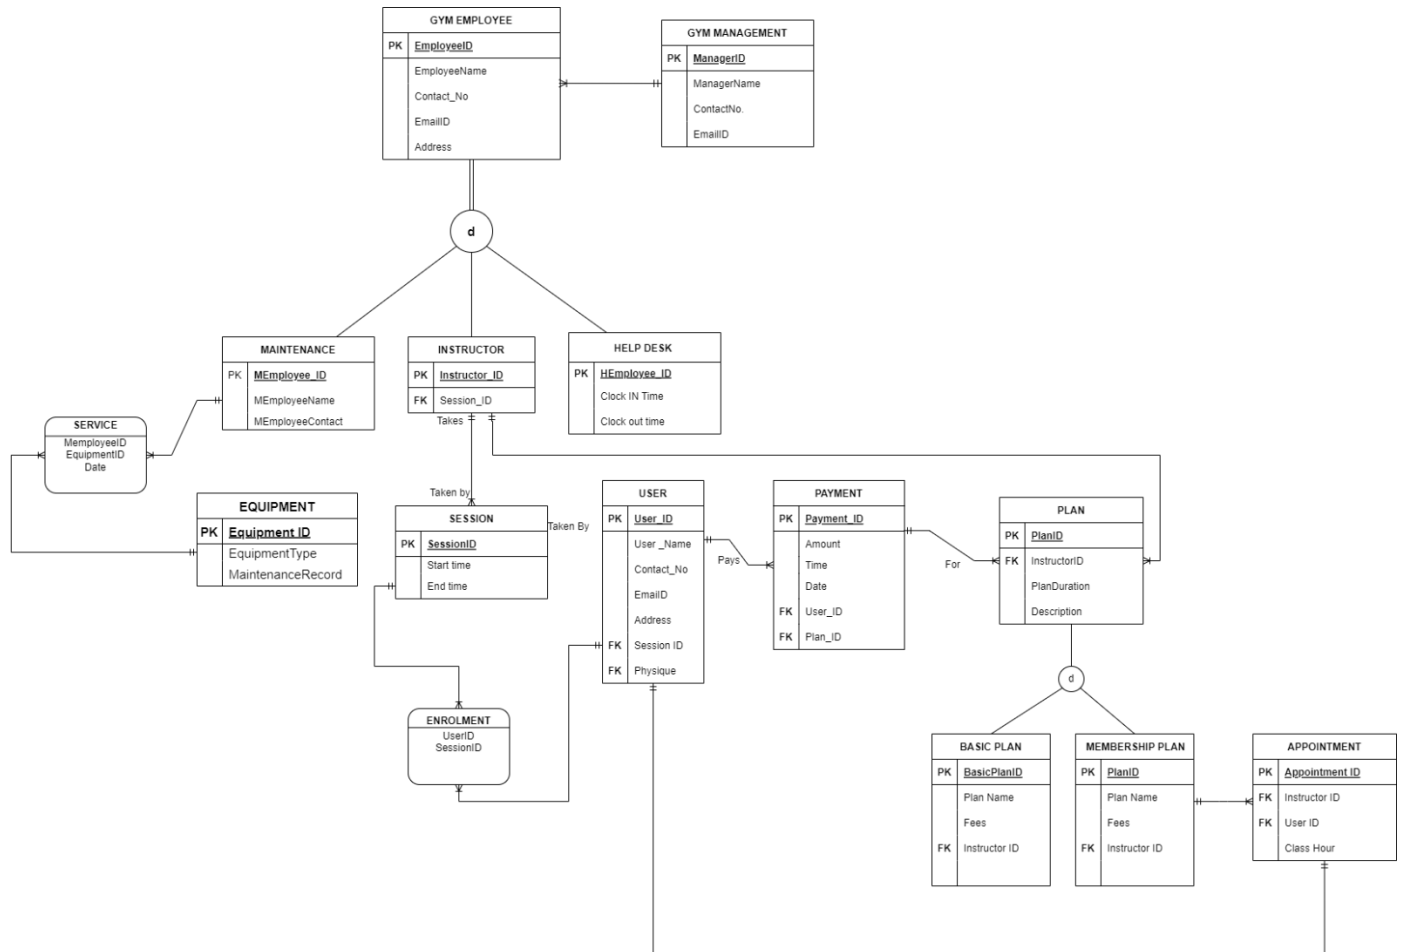 GYM EMPLOYEE
PK EmployeeID
EmployeeName
Contact_No
EmailID
Address
GYM MANAGEMENT
PK ManagerID
ManagerName
ContactNo.
EmailID
d
MAINTENANCE
PK MEmployee_ID
MEmployeeName
MEmployeeContact
INSTRUCTOR
PK Instructor_ID
FK Session_ID
HELP DESK
PK HEmployee_ID
Clock IN Time
Clock out time
Takes
SERVICE
MemployeeID
EquipmentID
Date
EQUIPMENT
PK Equipment ID
EquipmentType
MaintenanceRecord
Taken by
SESSION
PK SessionID
Start time
End time
Taken By
USER
PK User_ID
User _Name
Contact_No
EmailD
Address
FK Session ID
FK Physique
Pays
PAYMENT
PK Payment_ID
Amount
Time
Date
FK User_ID
FK Plan_ID
For
PLAN
PK PlanID
FK InstructorID
PlanDuration
Description
d
ENROLMENT
UserID
SessionID
BASIC PLAN
PK BasicPlanID
Plan Name
Fees
FK Instructor ID
MEMBERSHIP PLAN
PK PlanID
Plan Name
Fees
FK Instructor ID
APPOINTMENT
PK Appointment ID
FK Instructor ID
FK User ID
Class Hour